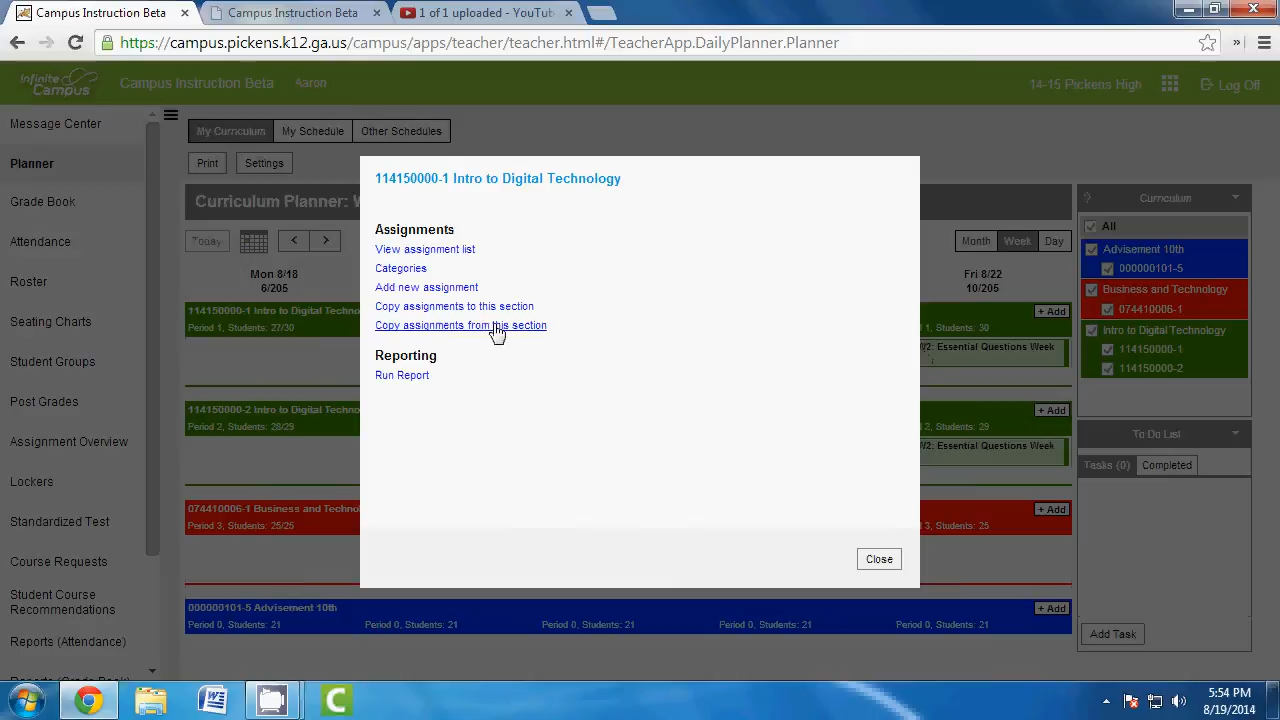 Campus Instruction Beta
Campus Instruction Beta
1 of 1 uploaded - YouTub
https://campus.pickens.k12.ga.us/campus/apps/teacher/teacher.html#/TeacherApp.DailyPlanner.Planner
Infinite Campus
Campus Instruction Beta
Aaron
14-15 Pickens High
Log Off
Message Center
Planner
Grade Book
Attendance
Roster
Seating Charts
Student Groups
Post Grades
Assignment Overview
Lockers
Standardized Test
Course Requests
Student Course
Recommendations
Reports (Attendance)
Reports (Grade Book)
My Curriculum
My Schedule
Other Schedules
Print
Settings
Curriculum Planner: W
Today
<
>
Month
Week
Day
Mon 8/18
6/205
Fri 8/22
10/205
114150000-1 Intro to Digital Techno
+ Add
Period 1, Students: 27/30
1, Students: 30
W2: Essential Questions Week
114150000-2 Intro to Digital Techno
+ Add
Period 2, Students: 28/29
2, Students: 29
W2: Essential Questions Week
074410006-1 Business and Techno
+ Add
Period 3, Students: 25/25
3, Students: 25
000000101-5 Advisement 10th
+ Add
Period 0, Students: 21
Period 0, Students: 21
Period 0, Students: 21
Period 0, Students: 21
Period 0, Students: 21
114150000-1 Intro to Digital Technology
Assignments
View assignment list
Categories
Add new assignment
Copy assignments to this section
Copy assignments from this section
Reporting
Run Report
Close
Curriculum
All
Advisement 10th
000000101-5
Business and Technology
074410006-1
Intro to Digital Technology
114150000-1
114150000-2
To Do List
Tasks (0)
Completed
Add Task
5:54 PM
8/19/2014